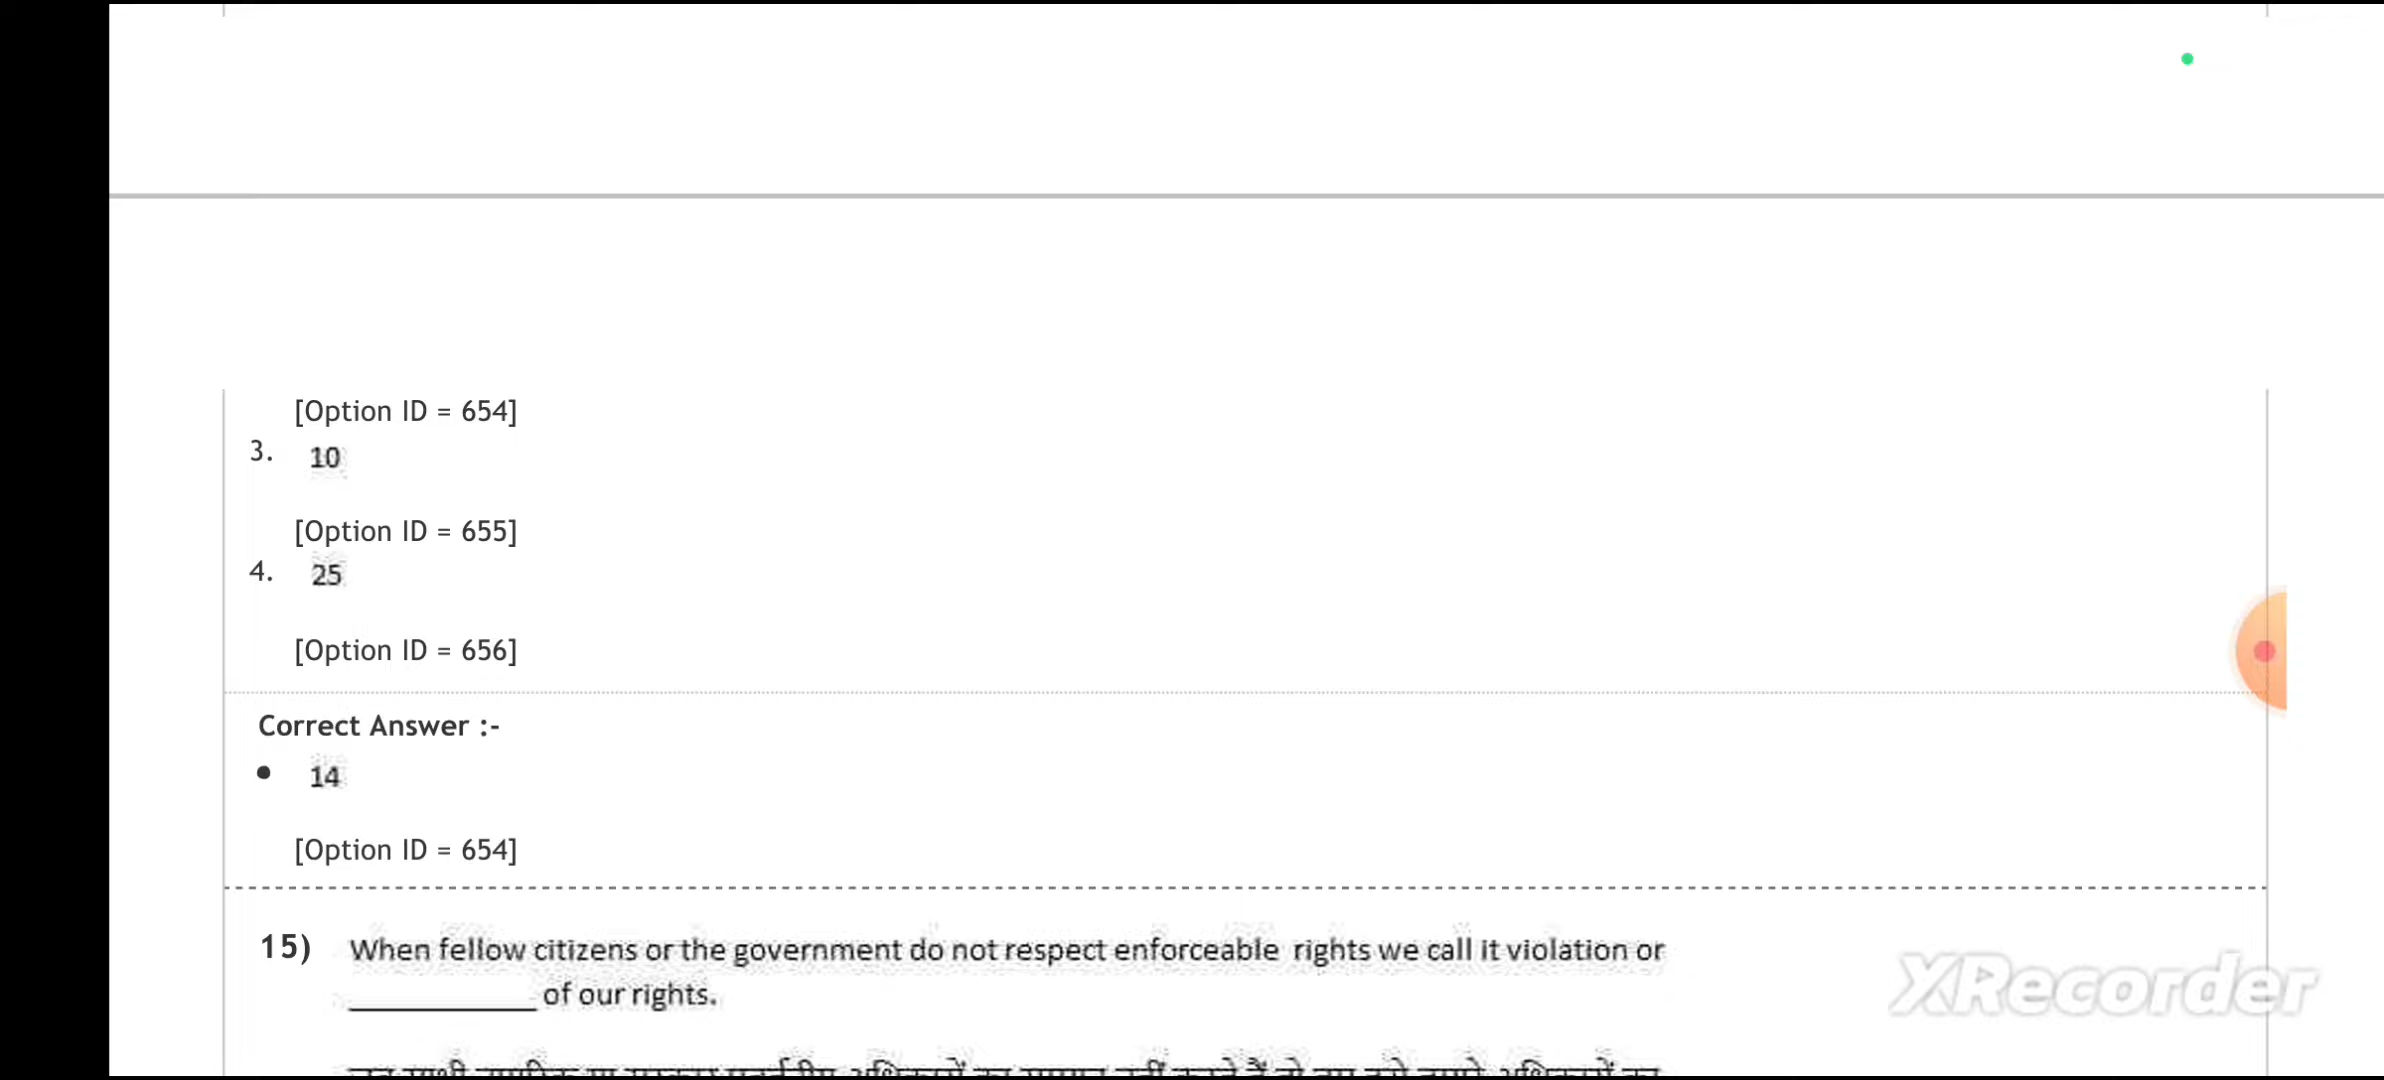 [Option ID = 654]
3. 10
[Option ID = 655]
4. 25
[Option ID = 656]
Correct Answer :-
• 14
[Option ID = 654]
15) When fellow citizens or the government do not respect enforceable rights we call it violation or
__________ of our rights.
XRecorder